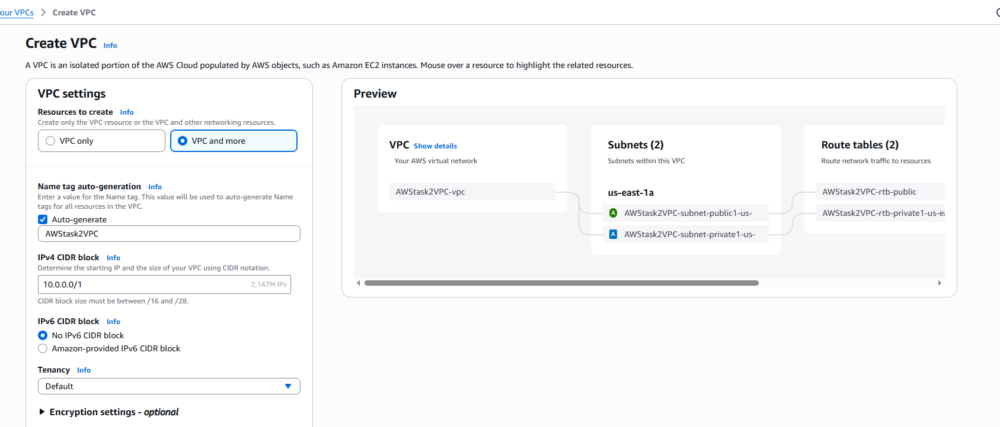 our VPCs > Create VPC
Create VPC Info
A VPC is an isolated portion of the AWS Cloud populated by AWS objects, such as Amazon EC2 instances. Mouse over a resource to highlight the related resources.
VPC settings
Resources to create Info
Create only the VPC resource or the VPC and other networking resources.
VPC only
VPC and more
Name tag auto-generation Info
Enter a value for the Name tag. This value will be used to auto-generate Name
tags for all resources in the VPC.
Auto-generate
AWStask2VPC
IPv4 CIDR block Info
Determine the starting IP and the size of your VPC using CIDR notation.
10.0.0.0/1 2,147M IPs
CIDR block size must be between /16 and /28.
IPv6 CIDR block Info
No IPv6 CIDR block
Amazon-provided IPv6 CIDR block
Tenancy Info
Default
Encryption settings - optional
Preview
VPC Show details
Your AWS virtual network
AWStask2VPC-vpc
Subnets (2)
Subnets within this VPC
us-east-1a
A AWStask2VPC-subnet-public1-us-
A AWStask2VPC-subnet-private1-us-
Route tables (2)
Route network traffic to resources
AWStask2VPC-rtb-public
AWStask2VPC-rtb-private1-us-ea